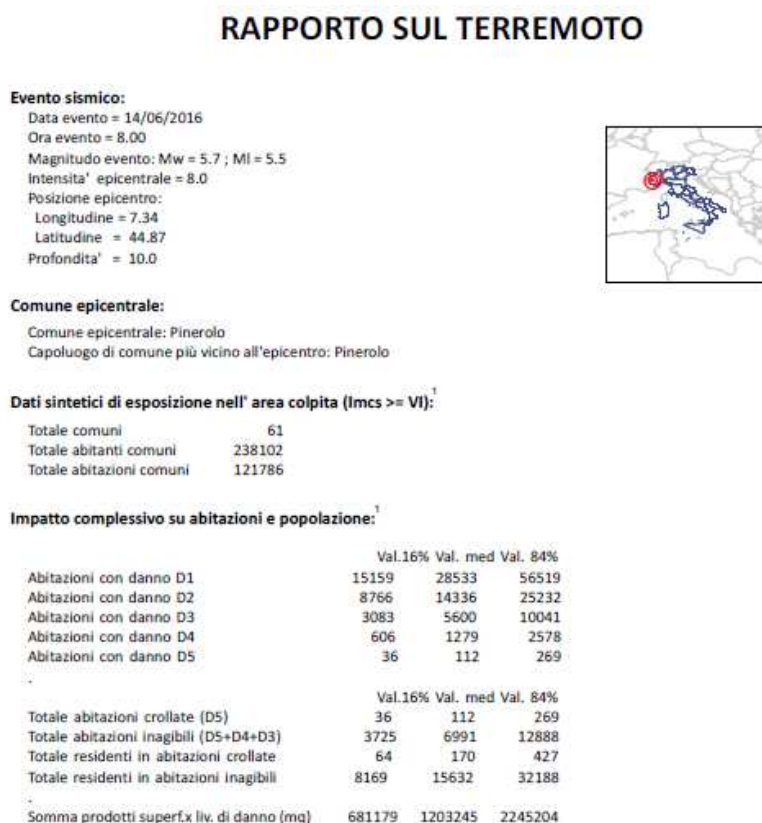 RAPPORTO SUL TERREMOTO
Evento sismico:
Data evento = 14/06/2016
Ora evento = 8.00
Magnitudo evento: Mw = 5.7 ; Ml = 5.5
Intensita' epicentrale = 8.0
Posizione epicentro:
Longitudine = 7.34
Latitudine = 44.87
Profondita' = 10.0
Comune epicentrale:
Comune epicentrale: Pinerolo
Capoluogo di comune più vicino all'epicentro: Pinerolo
Dati sintetici di esposizione nell' area colpita (Imcs >= VI):1
Totale comuni 61
Totale abitanti comuni 238102
Totale abitazioni comuni 121786
Impatto complessivo su abitazioni e popolazione:1
Val.16% Val. med Val. 84%
Abitazioni con danno D1 15159 28533 56519
Abitazioni con danno D2 8766 14336 25232
Abitazioni con danno D3 3083 5600 10041
Abitazioni con danno D4 606 1279 2578
Abitazioni con danno D5 36 112 269
.
Val.16% Val. med Val. 84%
Totale abitazioni crollate (D5) 36 112 269
Totale abitazioni inagibili (D5+D4+D3) 3725 6991 12888
Totale residenti in abitazioni crollate 64 170 427
Totale residenti in abitazioni inagibili 8169 15632 32188
.
Somma prodotti superf.x liv. di danno (mq) 681179 1203245 2245204